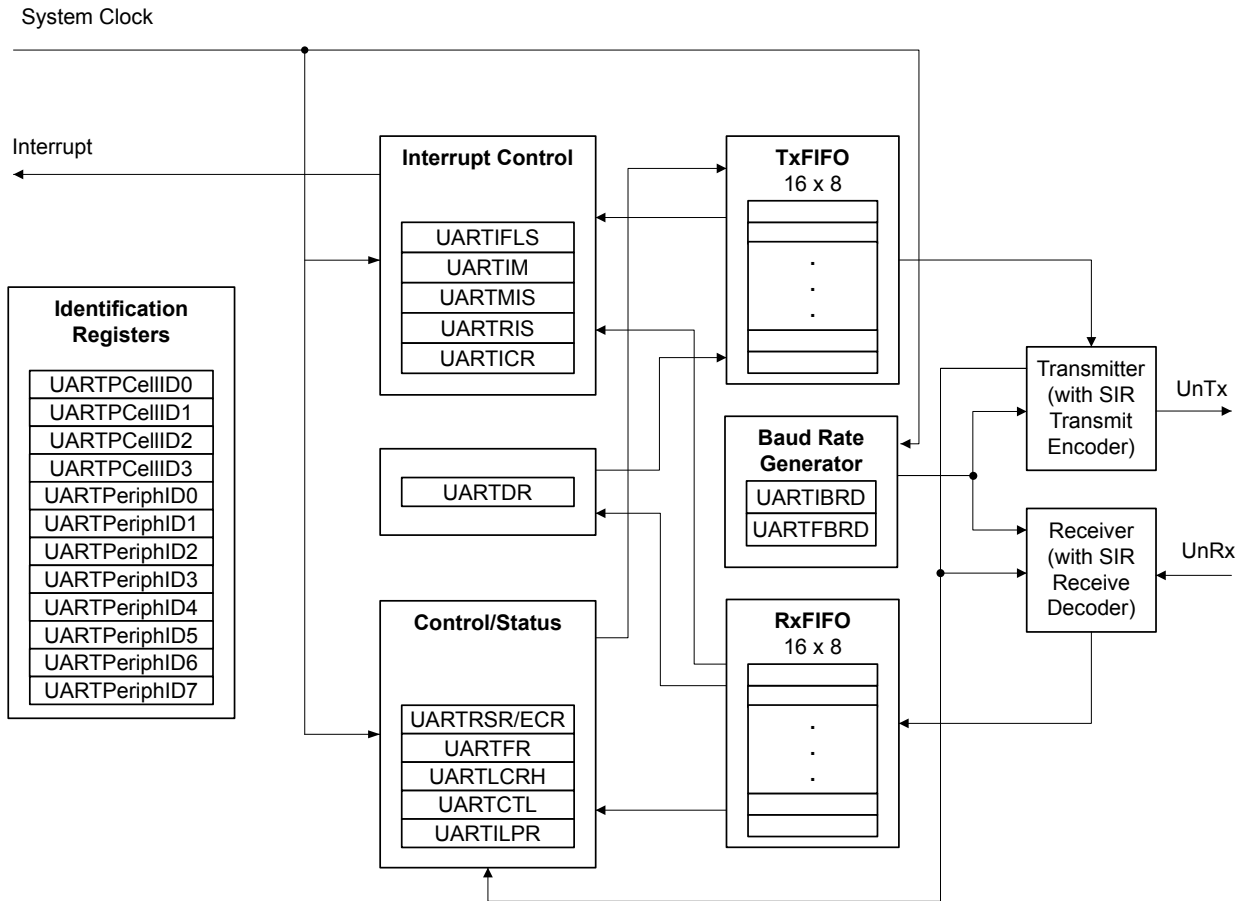 System Clock
Interrupt
Interrupt Control
UARTIFLS
UARTIM
UARTMIS
UARTRIS
UARTICR
TxFIFO
16 x 8
.
.
.
Identification
Registers
UARTPCellID0
UARTPCellID1
UARTPCellID2
UARTPCellID3
UARTPeriphID0
UARTPeriphID1
UARTPeriphID2
UARTPeriphID3
UARTPeriphID4
UARTPeriphID5
UARTPeriphID6
UARTPeriphID7
UARTDR
Baud Rate
Generator
UARTIBRD
UARTFBRD
Transmitter
(with SIR
Transmit
Encoder)
UnTx
Receiver
(with SIR
Receive
Decoder)
UnRx
Control/Status
UARTRSR/ECR
UARTFR
UARTLCRH
UARTCTL
UARTILPR
RxFIFO
16 x 8
.
.
.